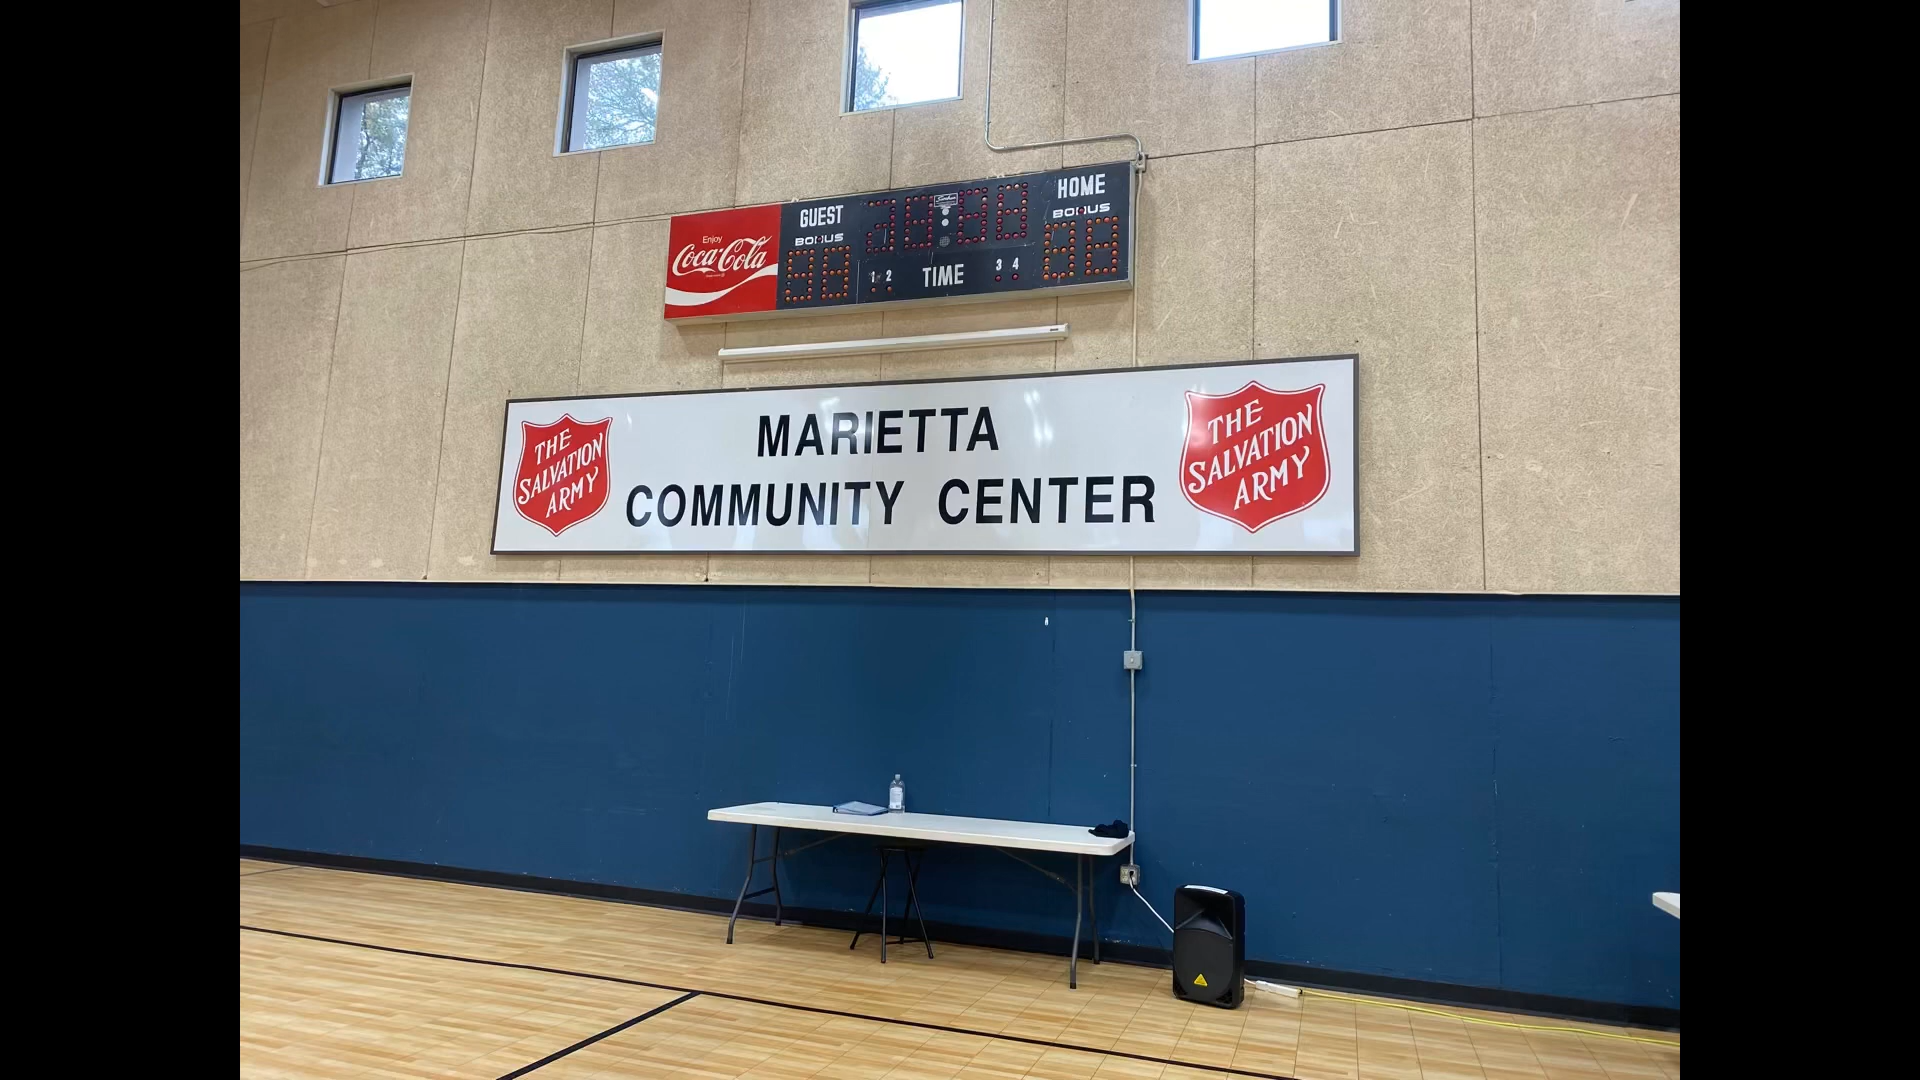 Enjoy
Coca-Cola
GUEST
BONUS
1 2
TIME
3 4
HOME
BONUS
MARIETTA
COMMUNITY CENTER
THE
SALVATION
ARMY
THE
SALVATION
ARMY